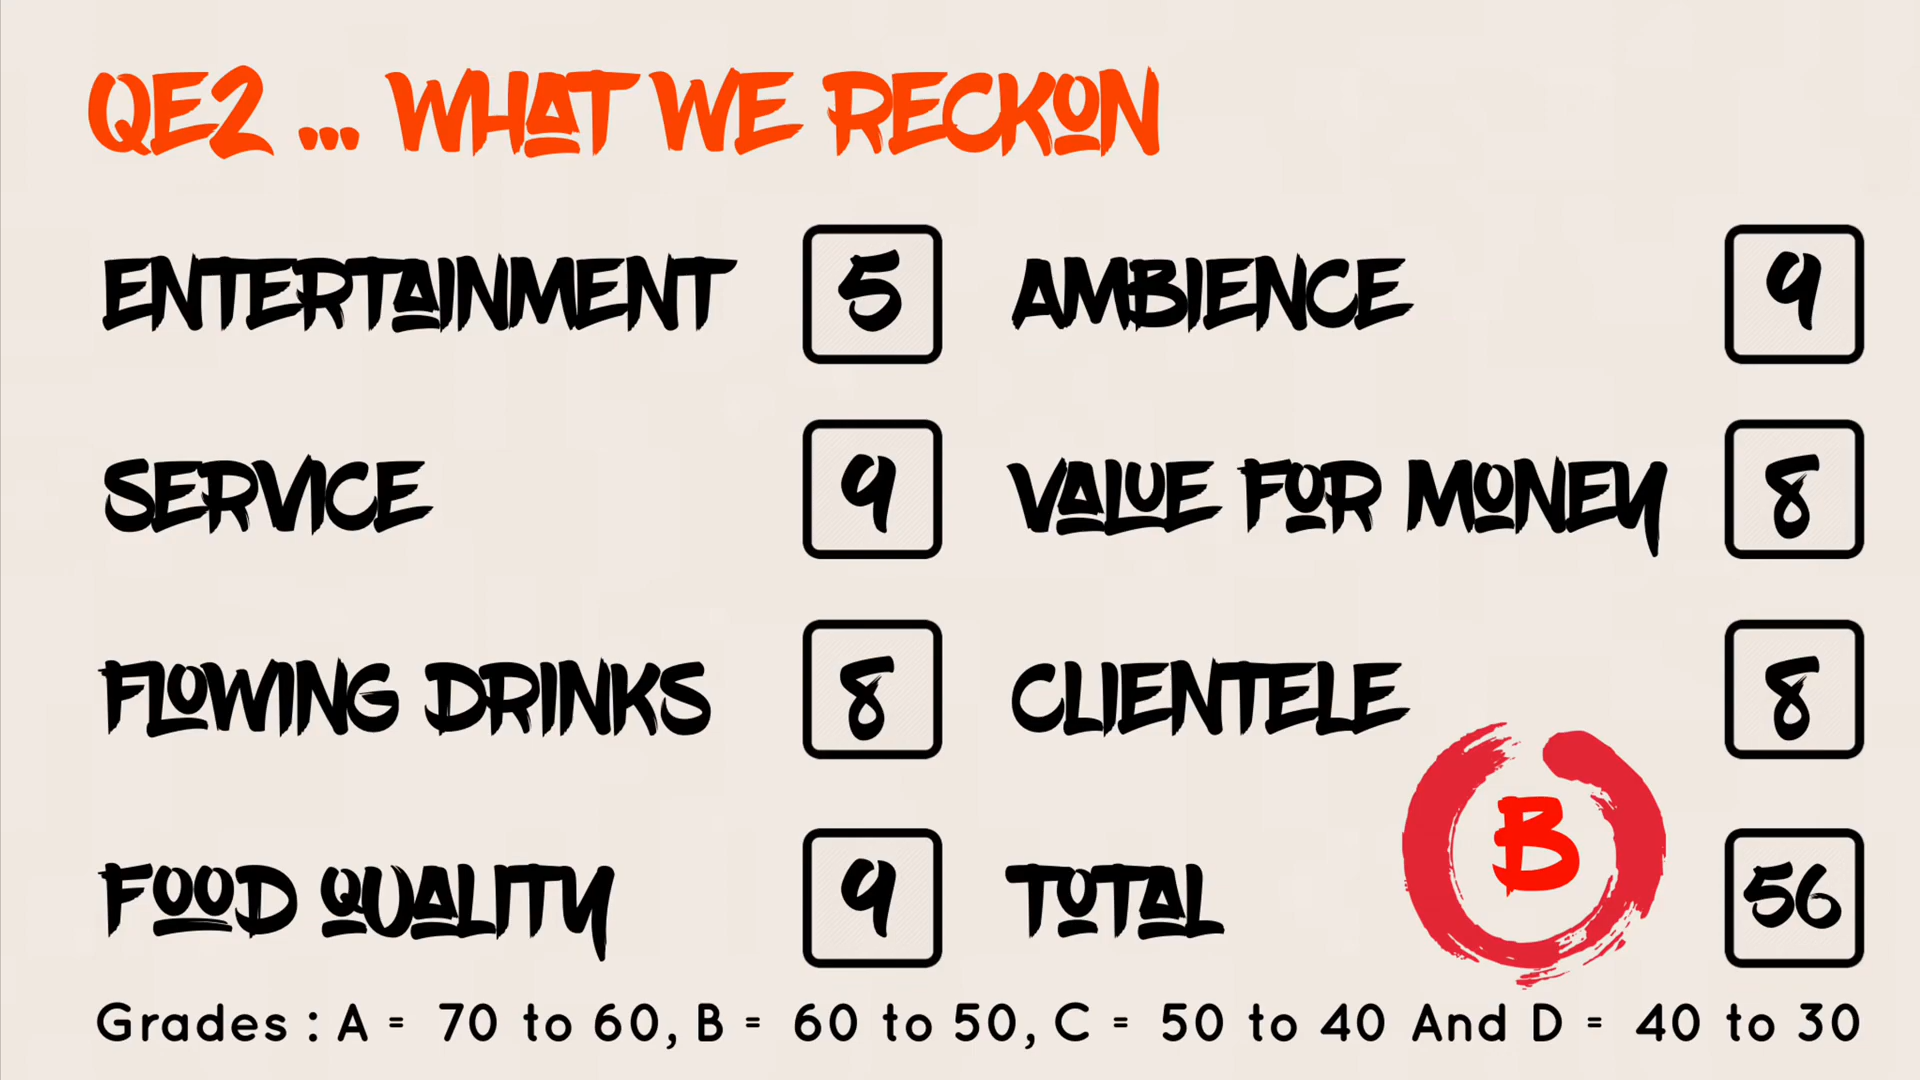 QE2 ... WHAT WE RECKON
ENTERTAINMENT 5 AMBIENCE 9
SERVICE 9 VALUE FOR MONEY 8
FLOWING DRINKS 8 CLIENTELE 8
FOOD QUALITY 9 TOTAL B 56
Grades : A = 70 to 60, B = 60 to 50, C = 50 to 40 And D = 40 to 30